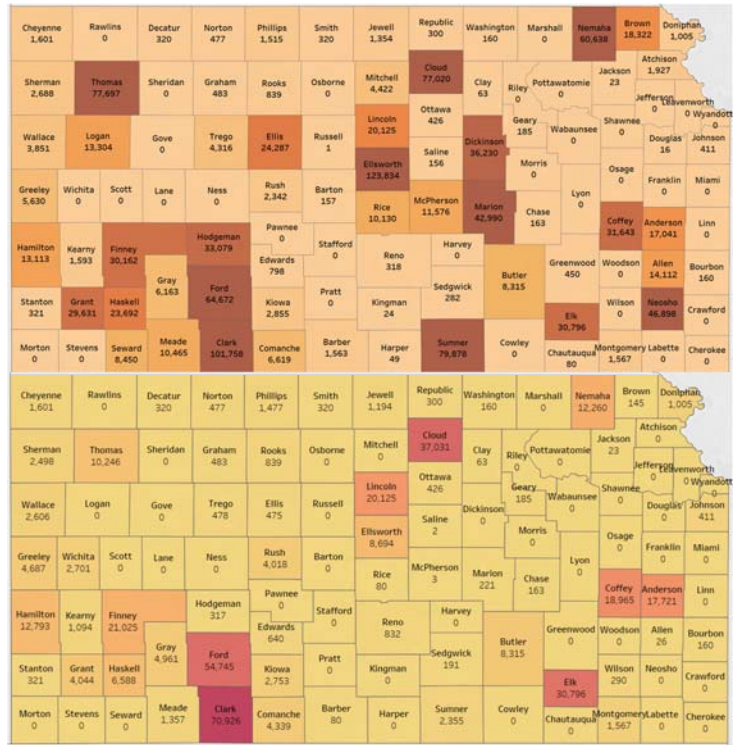 Cheyenne 1,601
Rawlins 0
Decatur 320
Norton 477
Phillips 1,515
Smith 320
Jewell 1,354
Republic 300
Washington 160
Marshall 0
Nemaha 60,638
Brown 18,322
Doniphan 1,005
Sherman 2,688
Thomas 77,697
Sheridan 0
Graham 483
Rooks 839
Osborne 0
Mitchell 4,422
Cloud 77,020
Clay 63
Riley 0
Pottawatomie 0
Jackson 23
Atchison 1,927
Jefferson 0
Leavenworth 0
Wyandott 0
Wallace 3,851
Logan 13,304
Gove 0
Trego 4,316
Ellis 24,287
Russell 1
Lincoln 20,125
Ottawa 426
Dickinson 36,230
Geary 185
Wabaunsee 0
Shawnee 0
Douglas 16
Johnson 411
Ellsworth 123,834
Saline 156
Morris 0
Osage 0
Franklin 0
Miami 0
Greeley 5,630
Wichita 0
Scott 0
Lane 0
Ness 0
Rush 2,342
Barton 157
Rice 10,130
McPherson 11,576
Marion 42,990
Chase 163
Lyon 0
Coffey 31,643
Anderson 17,041
Linn 0
Hamilton 13,113
Kearny 1,593
Finney 30,162
Hodgeman 33,079
Pawnee 0
Stafford 0
Edwards 798
Reno 318
Harvey 0
Butler 8,315
Greenwood 450
Woodson 0
Allen 14,112
Bourbon 160
Gray 6,163
Ford 64,672
Sedgwick 282
Stanton 321
Grant 29,631
Haskell 23,692
Kiowa 2,855
Pratt 0
Kingman 24
Elk 30,796
Wilson 0
Neosho 46,898
Crawford 0
Morton 0
Stevens 0
Seward 8,450
Meade 10,465
Clark 101,758
Comanche 6,619
Barber 1,563
Harper 49
Sumner 79,878
Cowley 0
Chautauqua 80
Montgomery 1,567
Labette 0
Cherokee 0
Cheyenne 1,601
Rawlins 0
Decatur 320
Norton 477
Phillips 1,477
Smith 320
Jewell 1,194
Republic 300
Washington 160
Marshall 0
Nemaha 12,260
Brown 145
Doniphan 1,005
Sherman 2,498
Thomas 10,246
Sheridan 0
Graham 483
Rooks 839
Osborne 0
Mitchell 0
Cloud 37,031
Clay 63
Riley 0
Pottawatomie 0
Jackson 23
Atchison 0
Jefferson 0
Leavenworth 0
Wyandott 0
Wallace 2,606
Logan 0
Gove 0
Trego 478
Ellis 475
Russell 0
Lincoln 20,125
Ottawa 426
Dickinson 0
Geary 185
Wabaunsee 0
Shawnee 0
Douglas 0
Johnson 411
Ellsworth 8,694
Saline 2
Morris 0
Osage 0
Franklin 0
Miami 0
Greeley 4,687
Wichita 2,701
Scott 0
Lane 0
Ness 0
Rush 4,018
Barton 0
Rice 80
McPherson 3
Marion 221
Chase 163
Lyon 0
Coffey 18,965
Anderson 17,721
Linn 0
Hamilton 12,793
Kearny 1,094
Finney 21,025
Hodgeman 317
Pawnee 0
Stafford 0
Edwards 640
Reno 832
Harvey 0
Butler 8,315
Greenwood 0
Woodson 0
Allen 26
Bourbon 160
Gray 4,961
Ford 54,745
Sedgwick 191
Stanton 321
Grant 4,044
Haskell 6,588
Kiowa 2,753
Pratt 0
Kingman 0
Elk 30,796
Wilson 290
Neosho 0
Crawford 0
Morton 0
Stevens 0
Seward 0
Meade 1,357
Clark 70,926
Comanche 4,339
Barber 80
Harper 0
Sumner 2,355
Cowley 0
Chautauqua 0
Montgomery 1,567
Labette 0
Cherokee 0